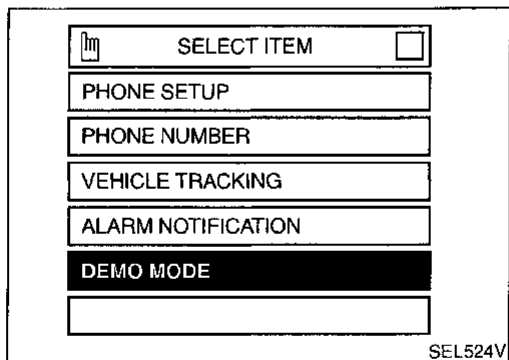 SELECT ITEM
PHONE SETUP
PHONE NUMBER
VEHICLE TRACKING
ALARM NOTIFICATION
DEMO MODE
SEL524V